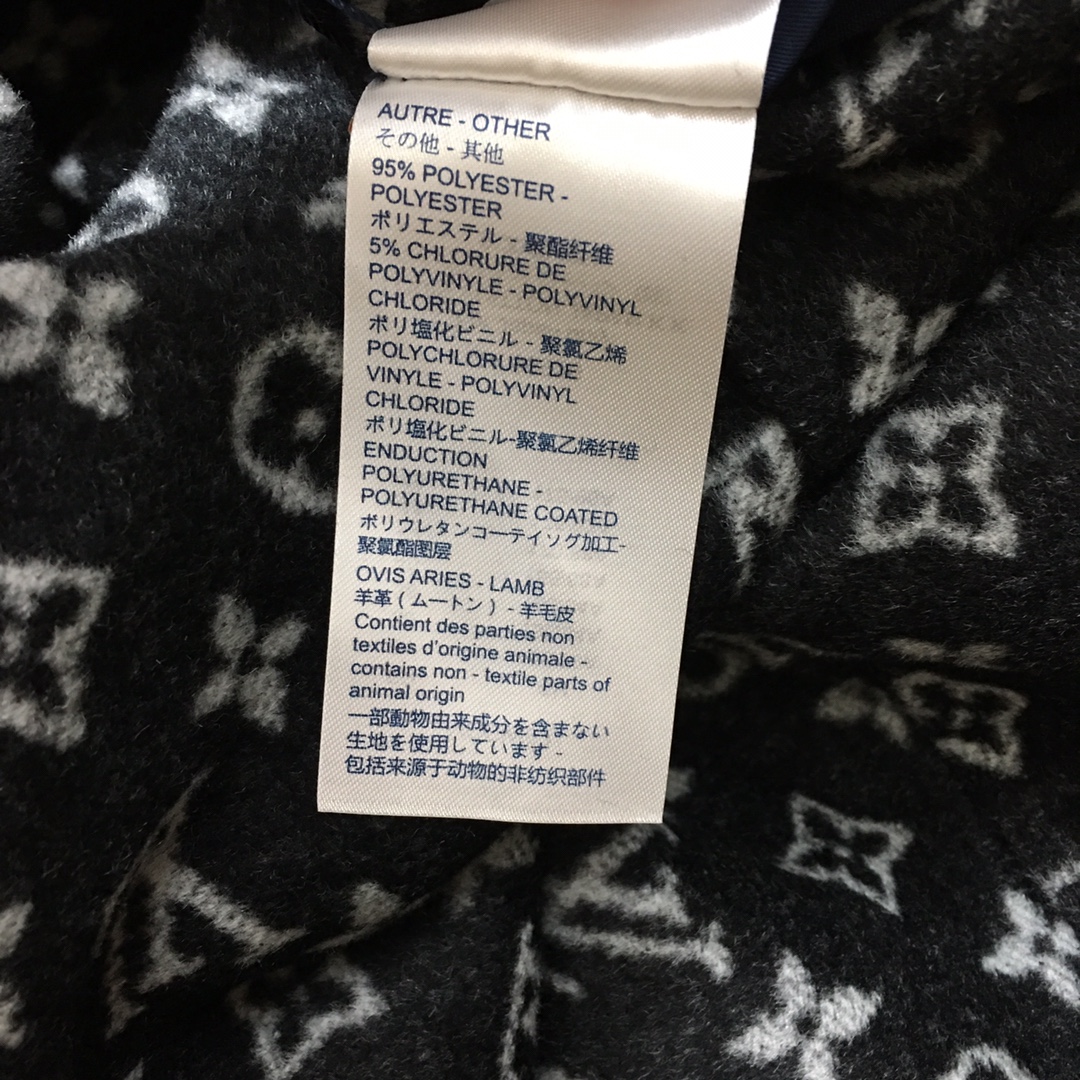 AUTRE - OTHER
その他 - 其他
95% POLYESTER -
POLYESTER
ポリエステル - 聚酯纤维
5% CHLORURE DE
POLYVINYLE - POLYVINYL
CHLORIDE
ポリ塩化ビニル - 聚氯乙烯
POLYCHLORURE DE
VINYLE - POLYVINYL
CHLORIDE
ポリ塩化ビニル-聚氯乙烯纤维
ENDUCTION
POLYURETHANE -
POLYURETHANE COATED
ポリウレタンコーティソグ加工-
聚氯酯图层
OVIS ARIES - LAMB
羊革 ( ムートン ) - 羊毛皮
Contient des parties non
textiles d'origine animale -
contains non - textile parts of
animal origin
一部動物由来成分を含まない
生地を使用しています -
包括来源于动物的非纺织部件